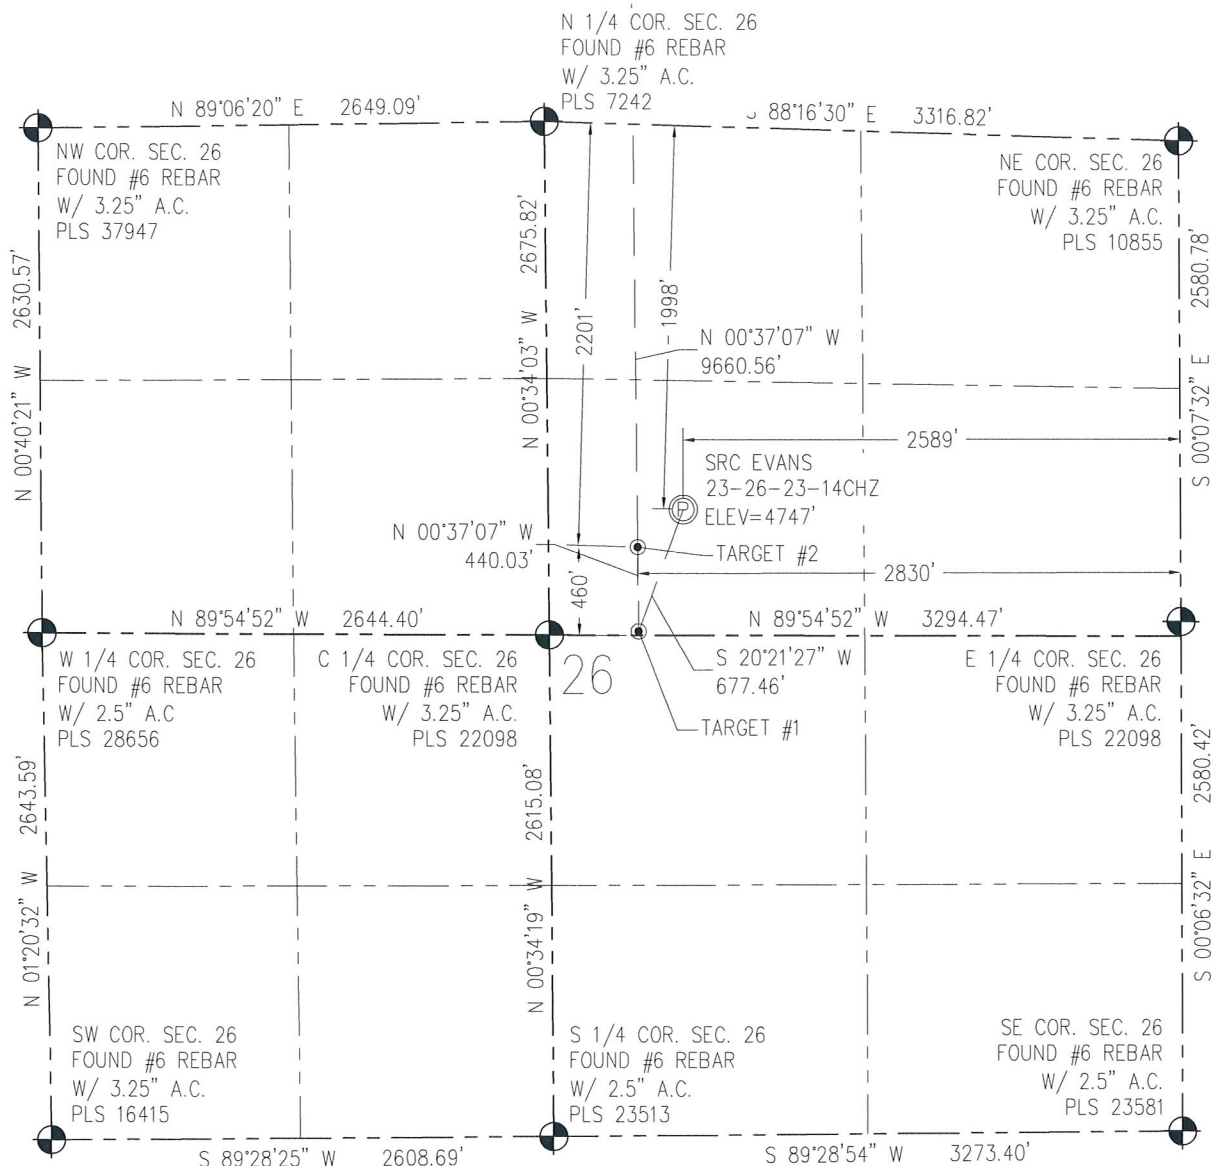 N 1/4 COR. SEC. 26
FOUND #6 REBAR
W/ 3.25" A.C.
PLS 7242
N 89°06'20" E 2649.09'
88°16'30" E 3316.82'
NW COR. SEC. 26
FOUND #6 REBAR
W/ 3.25" A.C.
PLS 37947
NE COR. SEC. 26
FOUND #6 REBAR
W/ 3.25" A.C.
PLS 10855
N 00°40'21" W 2630.57'
N 00°34'03" W 2675.82'
2201'
1998'
S 00°07'32" E 2580.78'
N 00°37'07" W
9660.56'
2589'
SRC EVANS
23-26-23-14CHZ
P
ELEV=4747'
N 00°37'07" W
440.03'
TARGET #2
460'
2830'
N 89°54'52" W 2644.40'
N 89°54'52" W 3294.47'
W 1/4 COR. SEC. 26
FOUND #6 REBAR
W/ 2.5" A.C
PLS 28656
C 1/4 COR. SEC. 26
FOUND #6 REBAR
W/ 3.25" A.C.
PLS 22098
26
S 20°21'27" W
677.46'
TARGET #1
E 1/4 COR. SEC. 26
FOUND #6 REBAR
W/ 3.25" A.C.
PLS 22098
N 01°20'32" W 2643.59'
N 00°34'19" W 2615.08'
S 00°06'32" E 2580.42'
SW COR. SEC. 26
FOUND #6 REBAR
W/ 3.25" A.C.
PLS 16415
S 1/4 COR. SEC. 26
FOUND #6 REBAR
W/ 2.5" A.C.
PLS 23513
SE COR. SEC. 26
FOUND #6 REBAR
W/ 2.5" A.C.
PLS 23581
S 89°28'25" W 2608.69'
S 89°28'54" W 3273.40'